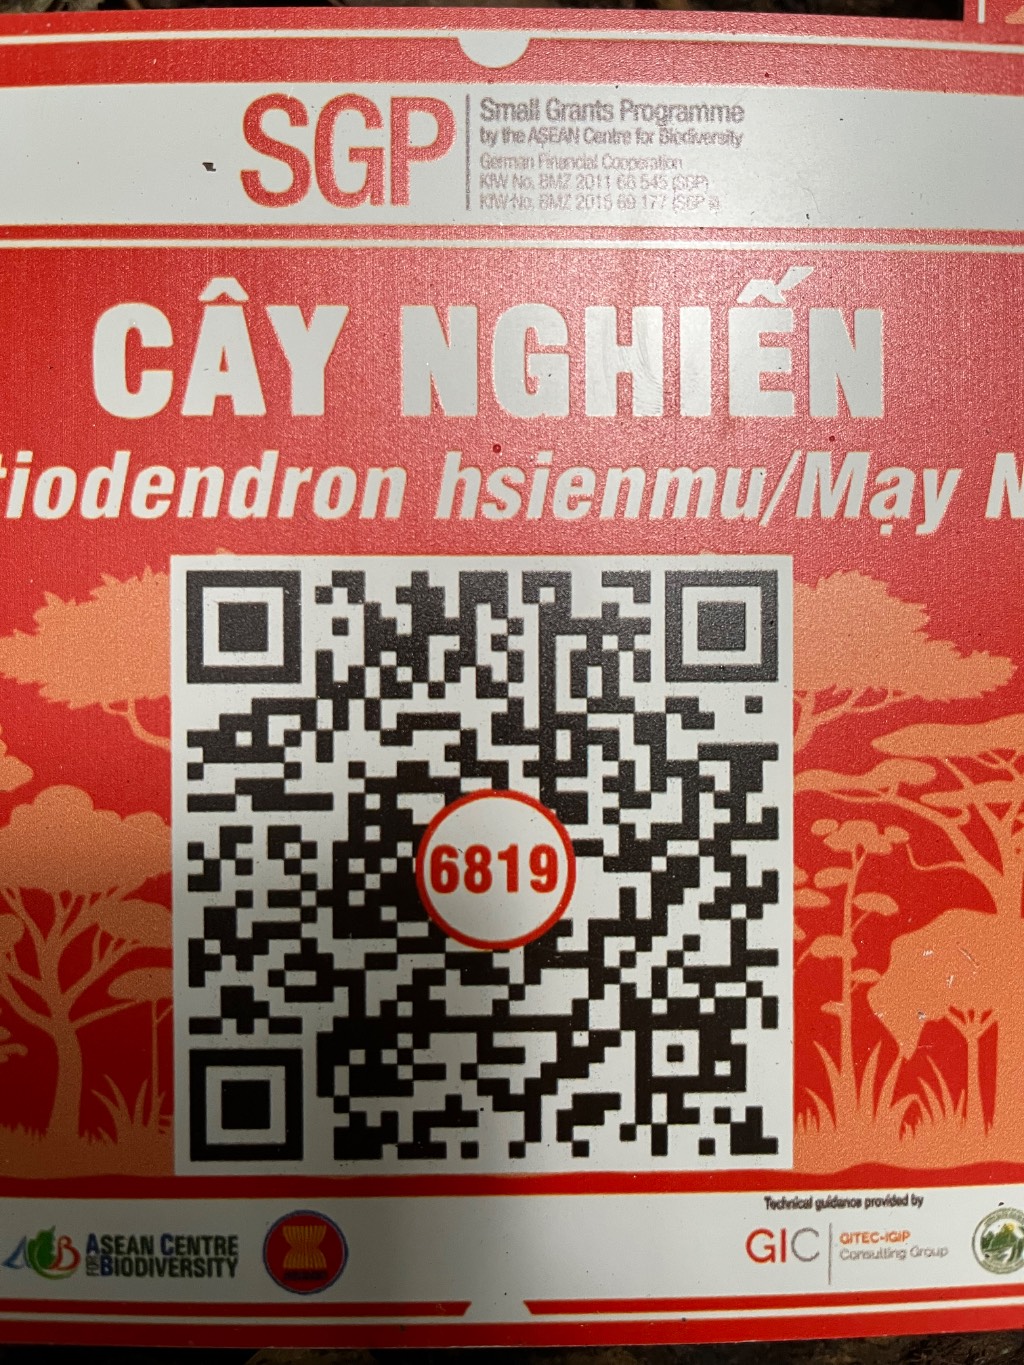 SGP
Small Grants Programme
by the ASEAN Centre for Biodiversity
German Financial Cooperation
KfW No. BMZ 2011 66 545 (SGP)
KfW No. BMZ 2015 69 177 (SGP
CÂY NGHIẾN
tiodendron hsienmu/Mạy N
6819
ASEAN CENTRE
FOR BIODIVERSITY
Technical guidance provided by
GIC
GITEC-IGIP
Consulting Group